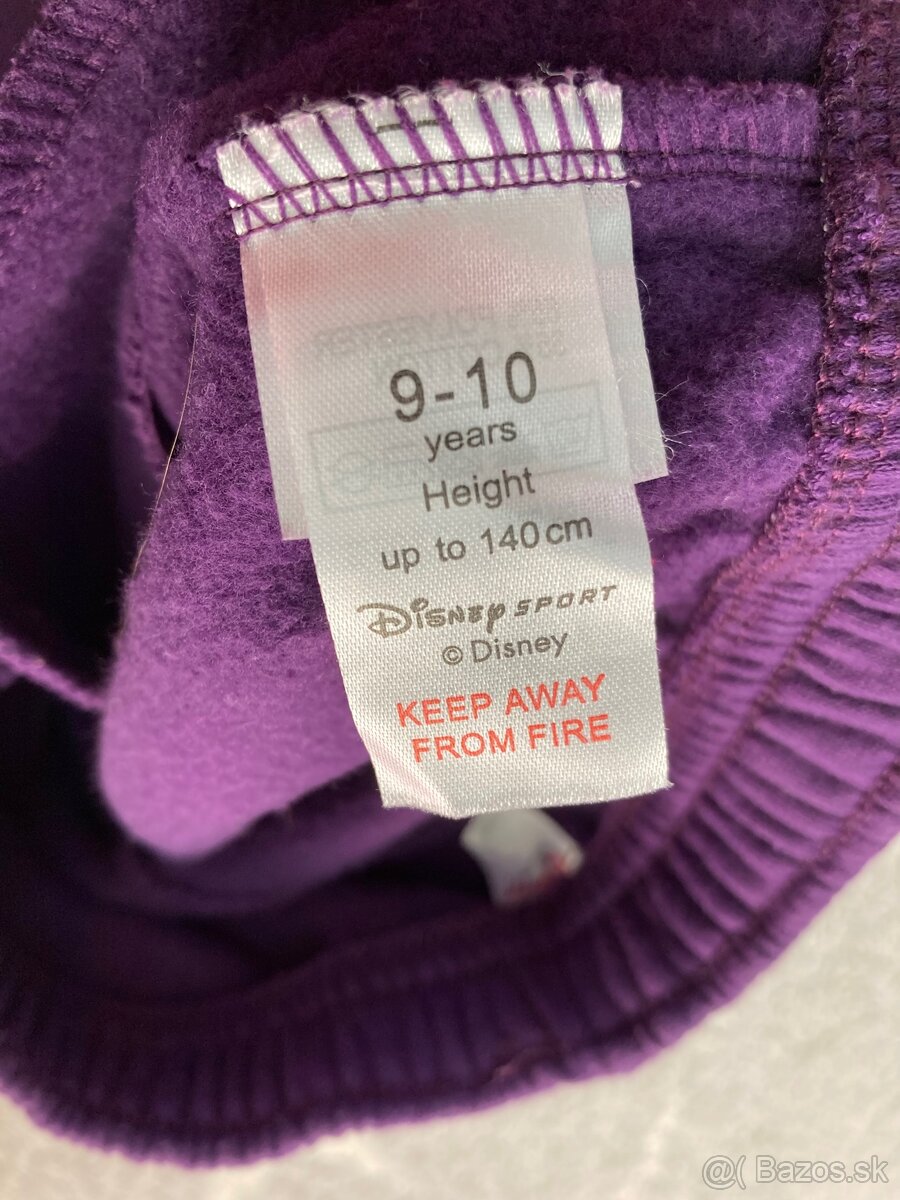 9-10
years
Height
up to 140cm
Disney SPORT
© Disney
KEEP AWAY
FROM FIRE
@( Bazos.sk